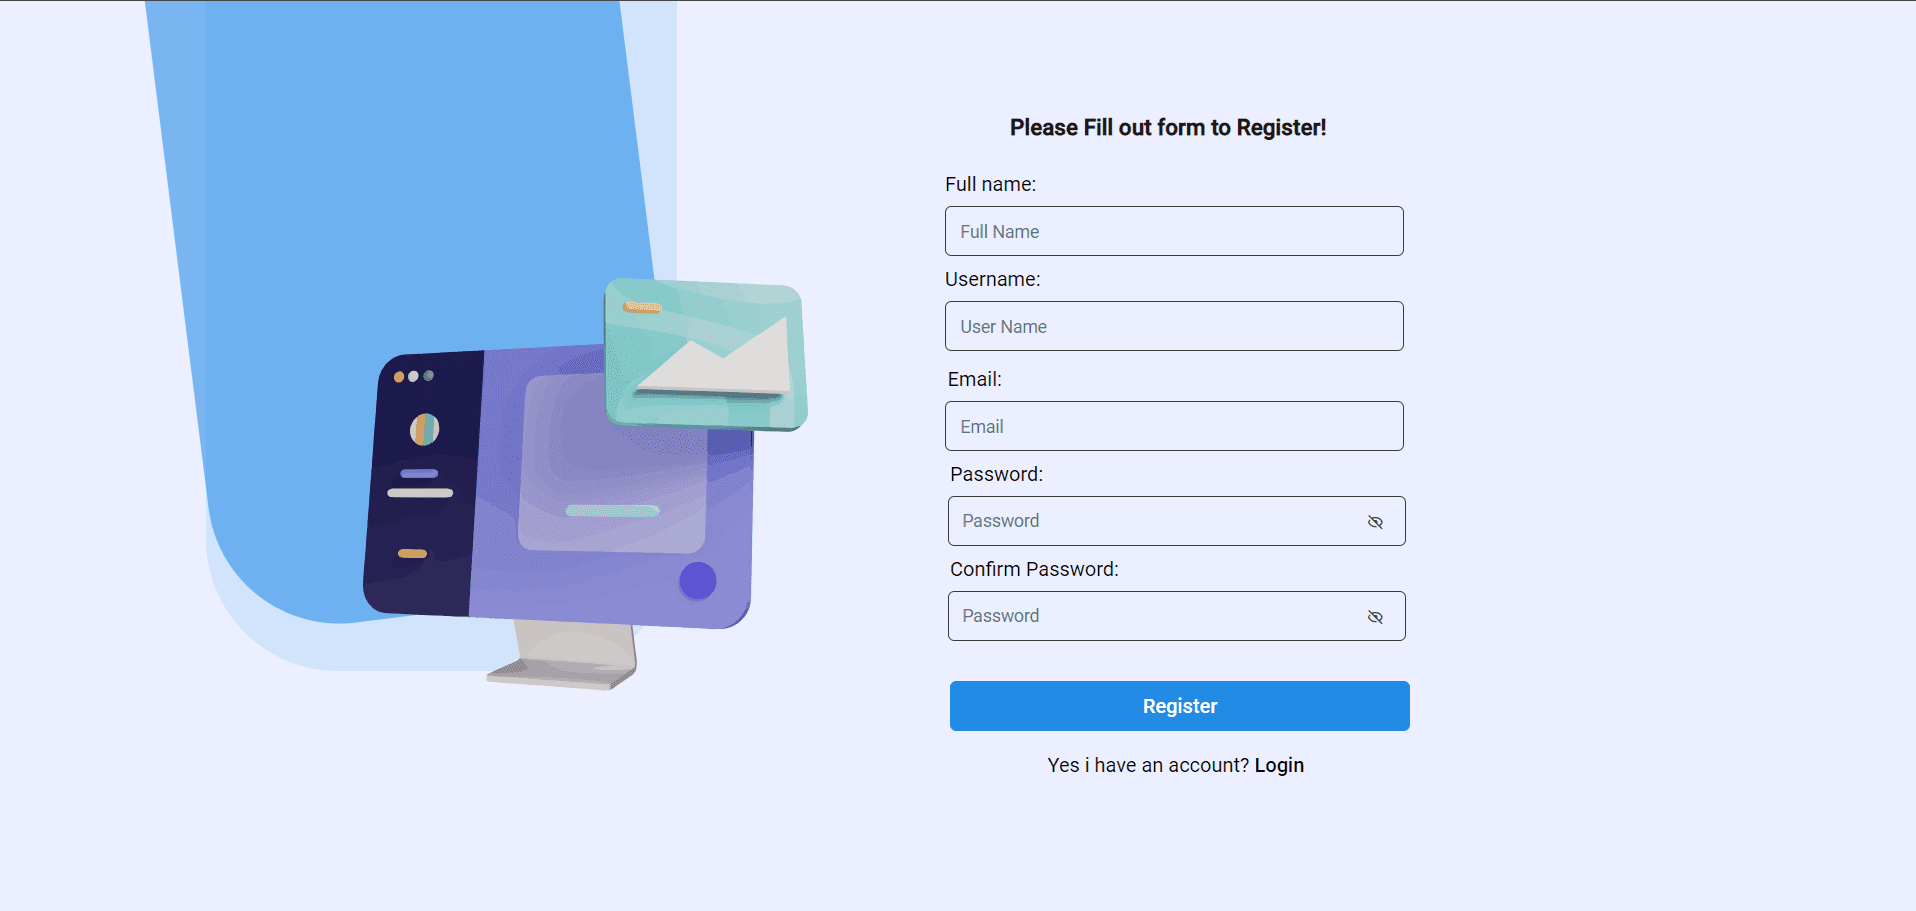 Please Fill out form to Register!
Full name:
Full Name
Username:
User Name
Email:
Email
Password:
Password
Confirm Password:
Password
Register
Yes i have an account? Login